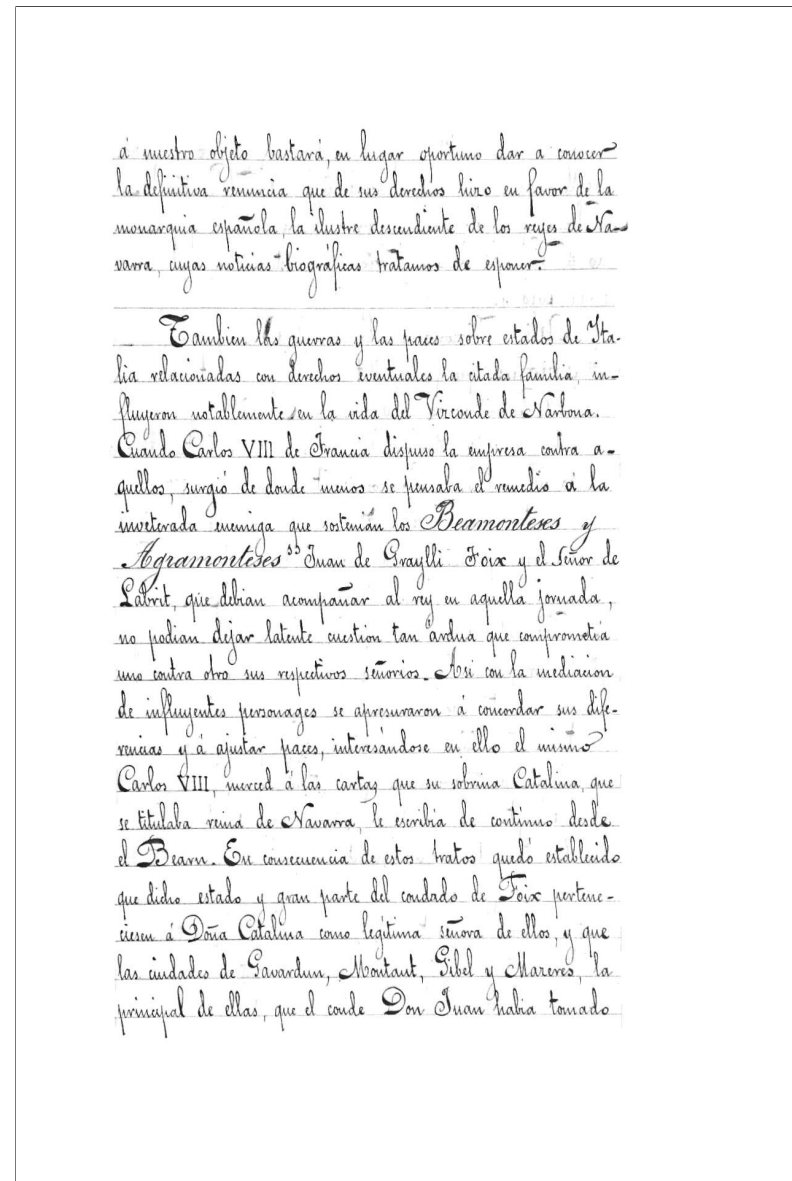 á nuestro objeto bastará, en lugar oportuno dar a conocer
la definitiva renuncia que de sus derechos hizo en favor de la
monarquia española, la ilustre descendiente de los reyes de Na-
varra, cuyas noticias biográficas tratamos de esponer.
Tambien las guerras y las paces sobre estados de Ita-
lia relacionadas con derechos eventuales la citada familia, in-
fluyeron notablemente en la vida del Virconde de Narbona.
Cuando Carlos VIII de Francia dispuso la empresa contra a-
quellos, surgió de donde menos se pensaba el remedio á la
inveterada enemiga que sostenian los Beamonteses y
Agramonteses" Juan de Graylli Foix y el Señor de
Labrit, que debian acompañar al rey en aquella jornada,
no podian dejar latente cuestion tan ardua que comprometia
uno contra otro sus respectivos señorios. Asi con la mediacion
de influyentes personages se apresuraron á concordar sus dife-
rencias y á ajustar paces, interesándose en ello el mismo
Carlos VIII, merced á las cartas que su sobrina Catalina, que
se titulaba reina de Navarra, le escribia de continuo desde
el Bearn. En consecuencia de estos tratos quedó establecido
que dicho estado y gran parte del condado de Foix pertene-
ciesen á Doña Catalina como legítima señora de ellos, y que
las ciudades de Gavardun, Montant, Gibel y Mazeres, la
principal de ellas, que el conde Don Juan habia tomado